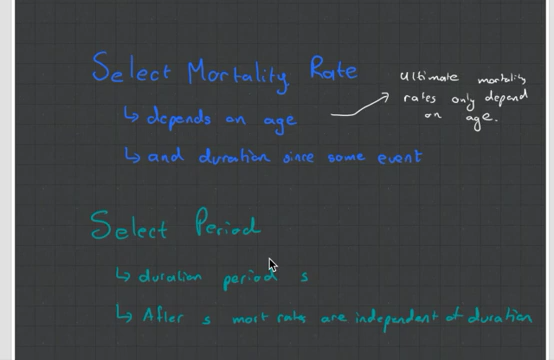 Select Mortality Rate
↳ depends on age
Ultimate mortality
rates only depend
on age.
↳ and duration since some event
Select Period
↳ duration period s
↳ After s mort rates are independent of duration